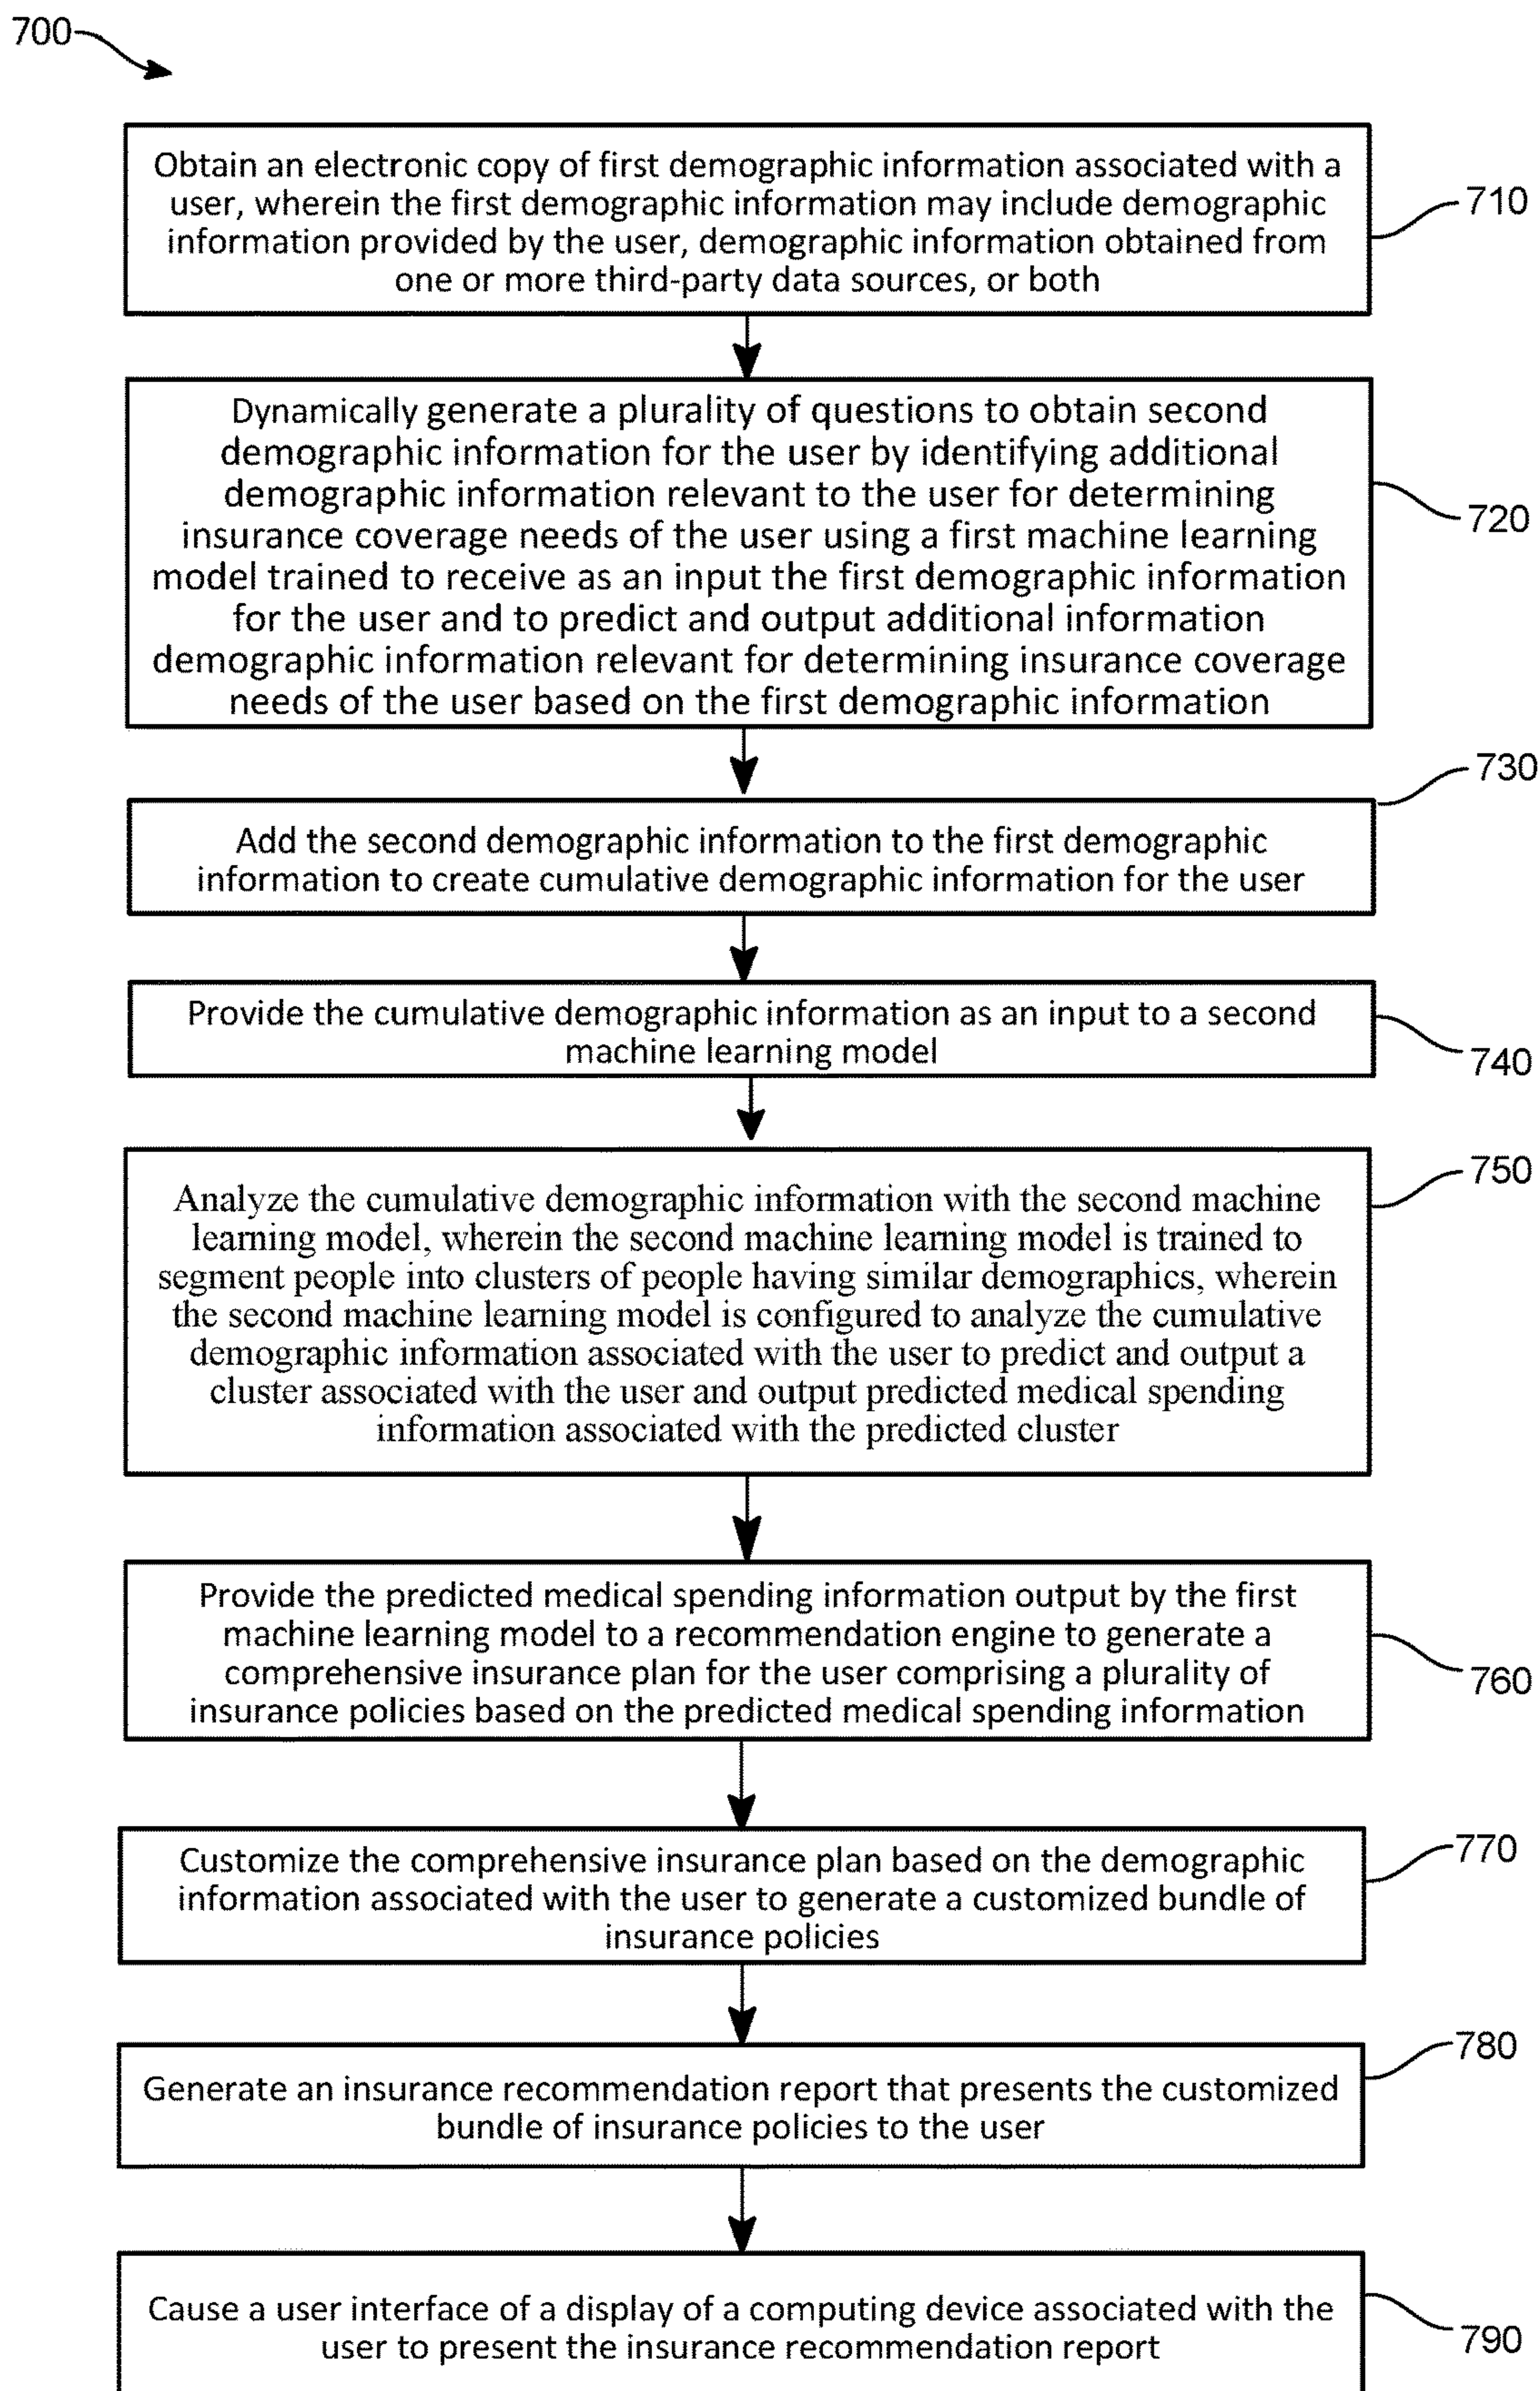 700
Obtain an electronic copy of first demographic information associated with a
user, wherein the first demographic information may include demographic
information provided by the user, demographic information obtained from
one or more third-party data sources, or both
710
Dynamically generate a plurality of questions to obtain second
demographic information for the user by identifying additional
demographic information relevant to the user for determining
insurance coverage needs of the user using a first machine learning
model trained to receive as an input the first demographic information
for the user and to predict and output additional information
demographic information relevant for determining insurance coverage
needs of the user based on the first demographic information
720
730
Add the second demographic information to the first demographic
information to create cumulative demographic information for the user
Provide the cumulative demographic information as an input to a second
machine learning model
740
750
Analyze the cumulative demographic information with the second machine
learning model, wherein the second machine learning model is trained to
segment people into clusters of people having similar demographics, wherein
the second machine learning model is configured to analyze the cumulative
demographic information associated with the user to predict and output a
cluster associated with the user and output predicted medical spending
information associated with the predicted cluster
Provide the predicted medical spending information output by the first
machine learning model to a recommendation engine to generate a
comprehensive insurance plan for the user comprising a plurality of
insurance policies based on the predicted medical spending information
760
770
Customize the comprehensive insurance plan based on the demographic
information associated with the user to generate a customized bundle of
insurance policies
780
Generate an insurance recommendation report that presents the customized
bundle of insurance policies to the user
Cause a user interface of a display of a computing device associated with the
user to present the insurance recommendation report
790